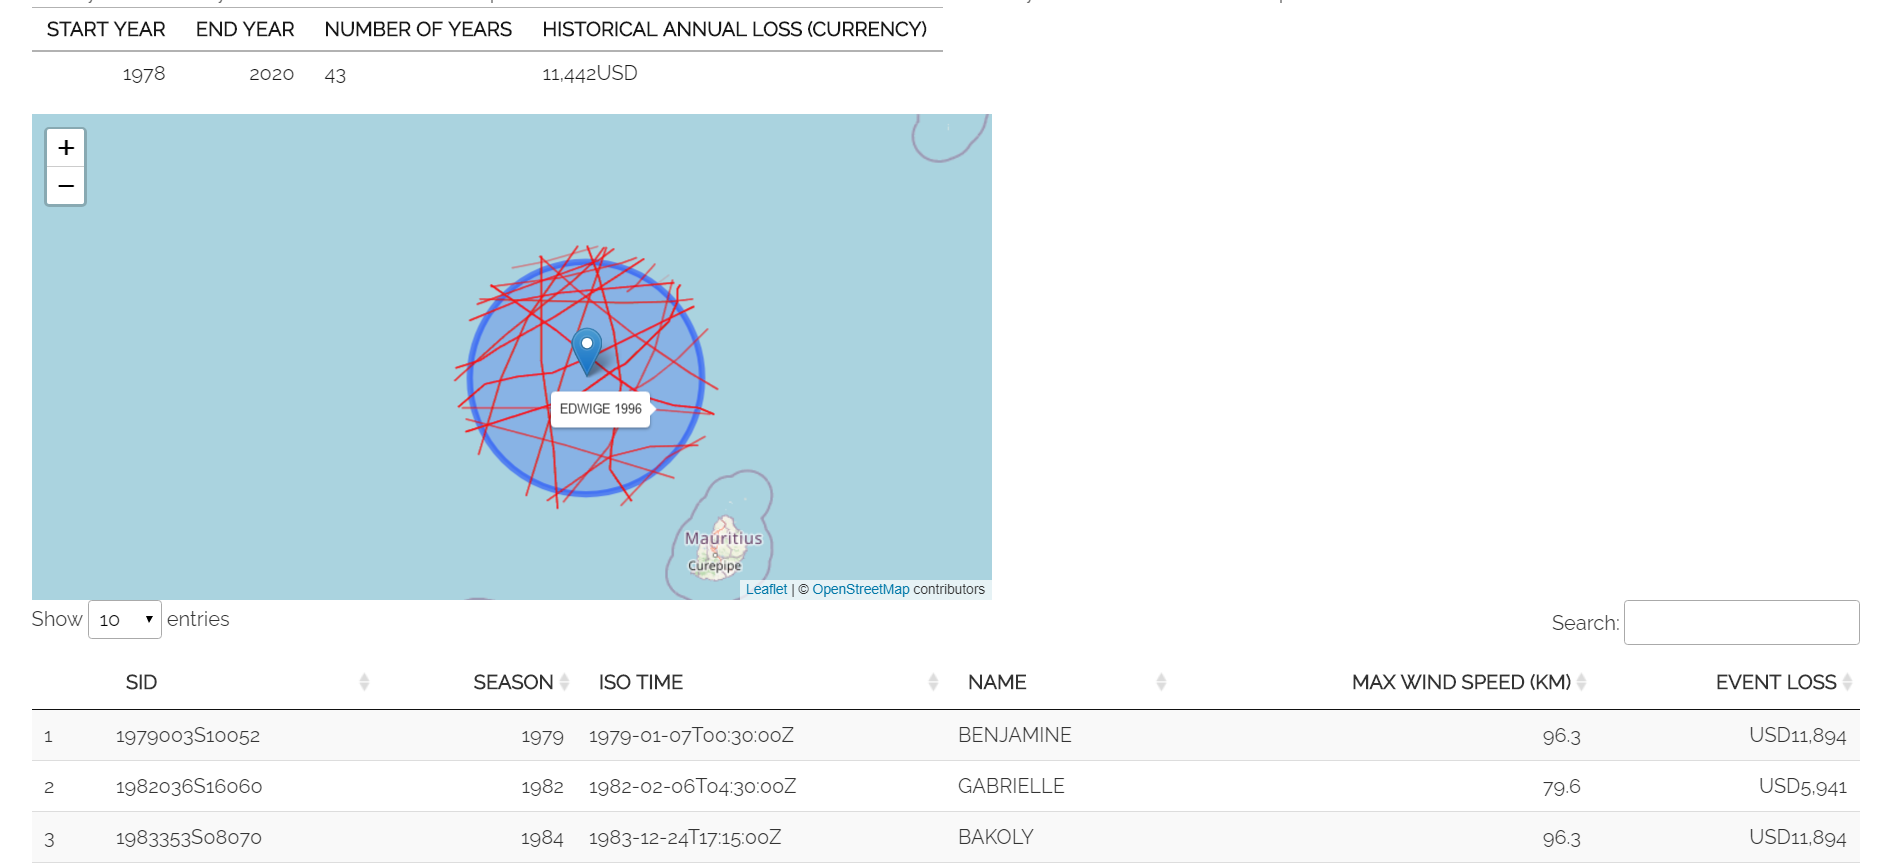 START YEAR END YEAR NUMBER OF YEARS HISTORICAL ANNUAL LOSS (CURRENCY)
1978 2020 43 11,442USD
+
−
EDWIGE 1996
Mauritius
Curepipe
Leaflet | © OpenStreetMap contributors
Show 10 entries
Search:
SID SEASON ISO TIME NAME MAX WIND SPEED (KM) EVENT LOSS
1 1979003S10052 1979 1979-01-07T00:30:00Z BENJAMINE 96.3 USD11,894
2 1982036S16060 1982 1982-02-06T04:30:00Z GABRIELLE 79.6 USD5,941
3 1983353S08070 1984 1983-12-24T17:15:00Z BAKOLY 96.3 USD11,894